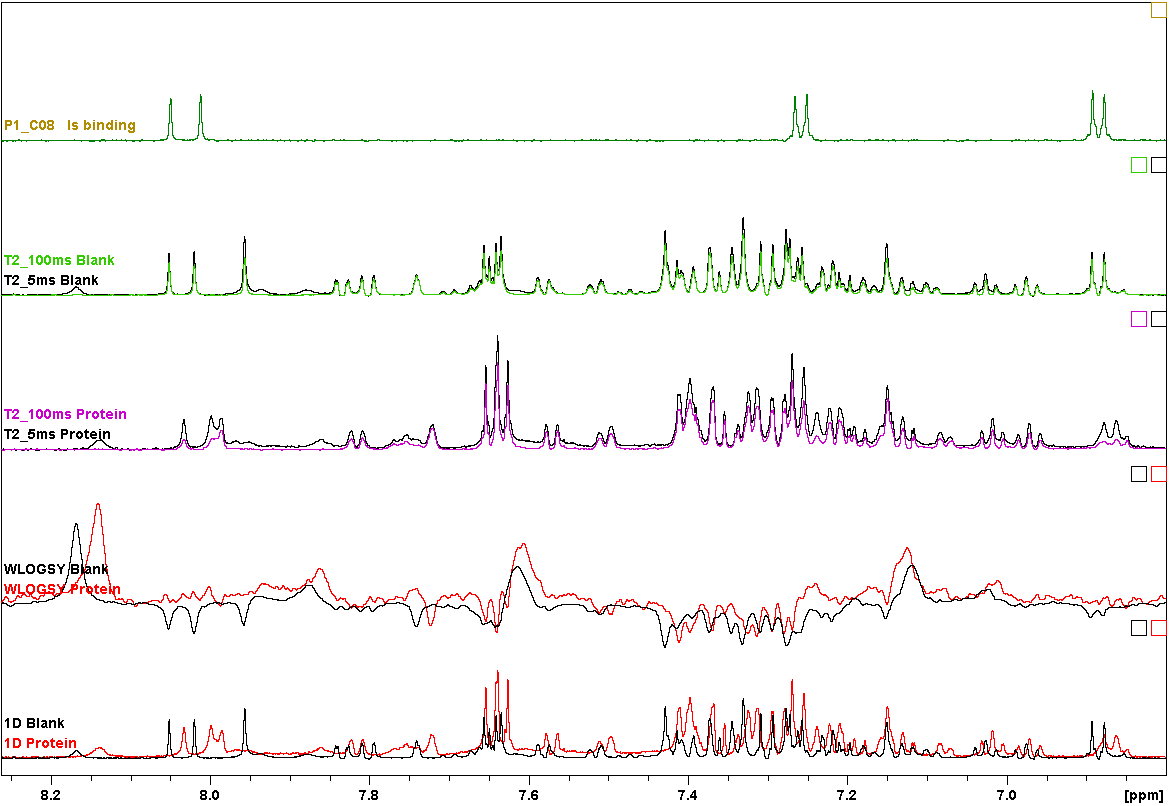 P1_C08 Is binding
T2_100ms Blank
T2_5ms Blank
T2_100ms Protein
T2_5ms Protein
WLOGSY Blank
WLOGSY Protein
1D Blank
1D Protein
8.2 8.0 7.8 7.6 7.4 7.2 7.0 [ppm]